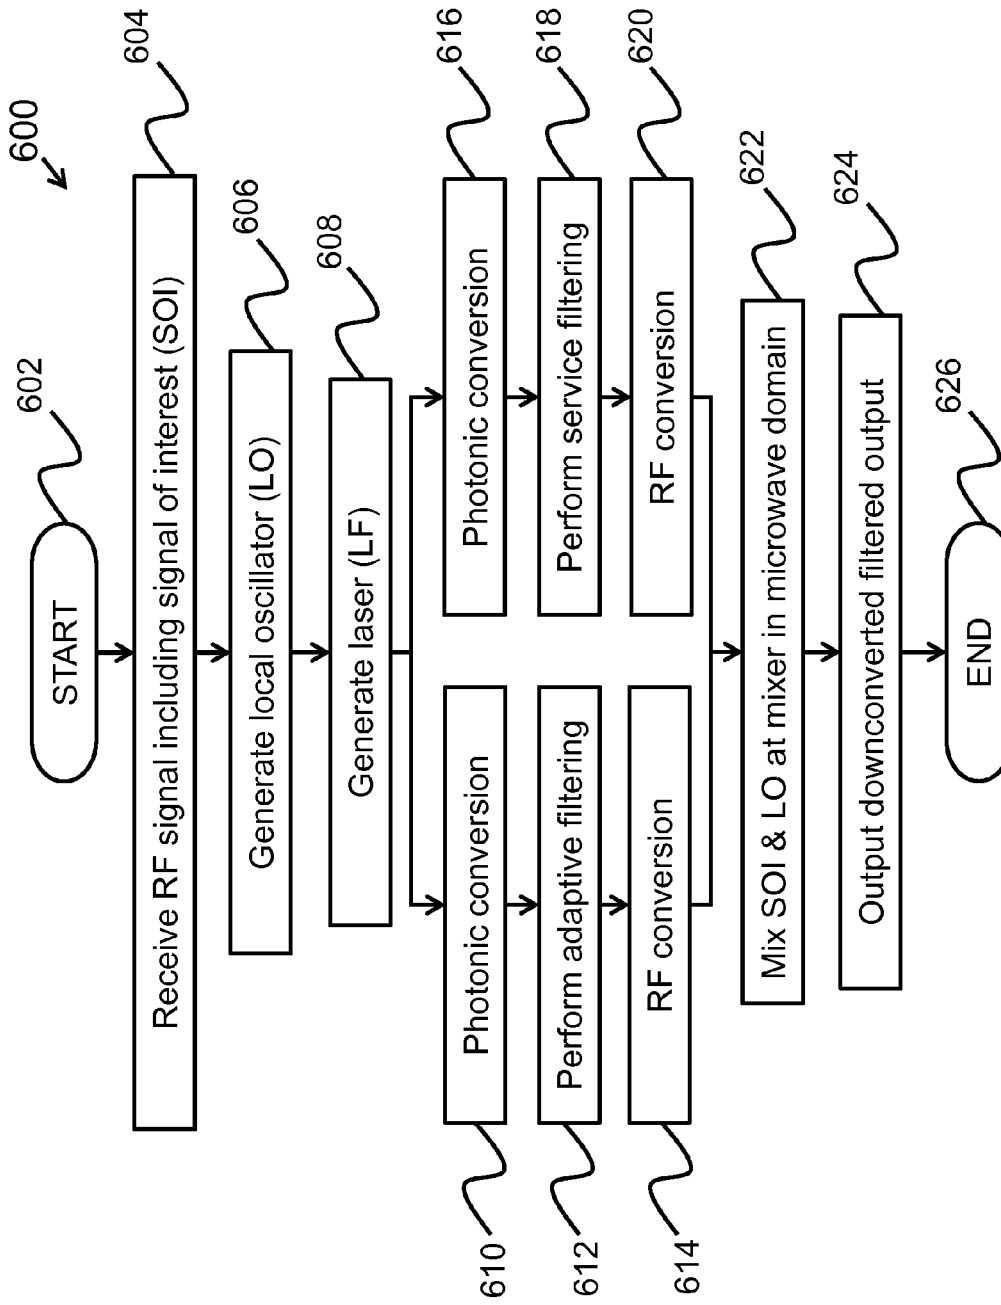 600
START
602
Receive RF signal including signal of interest (SOI)
604
Generate local oscillator (LO)
606
Generate laser (LF)
608
Photonic conversion
610
Perform adaptive filtering
612
RF conversion
614
Photonic conversion
616
Perform service filtering
618
RF conversion
620
Mix SOI & LO at mixer in microwave domain
622
Output downconverted filtered output
624
END
626